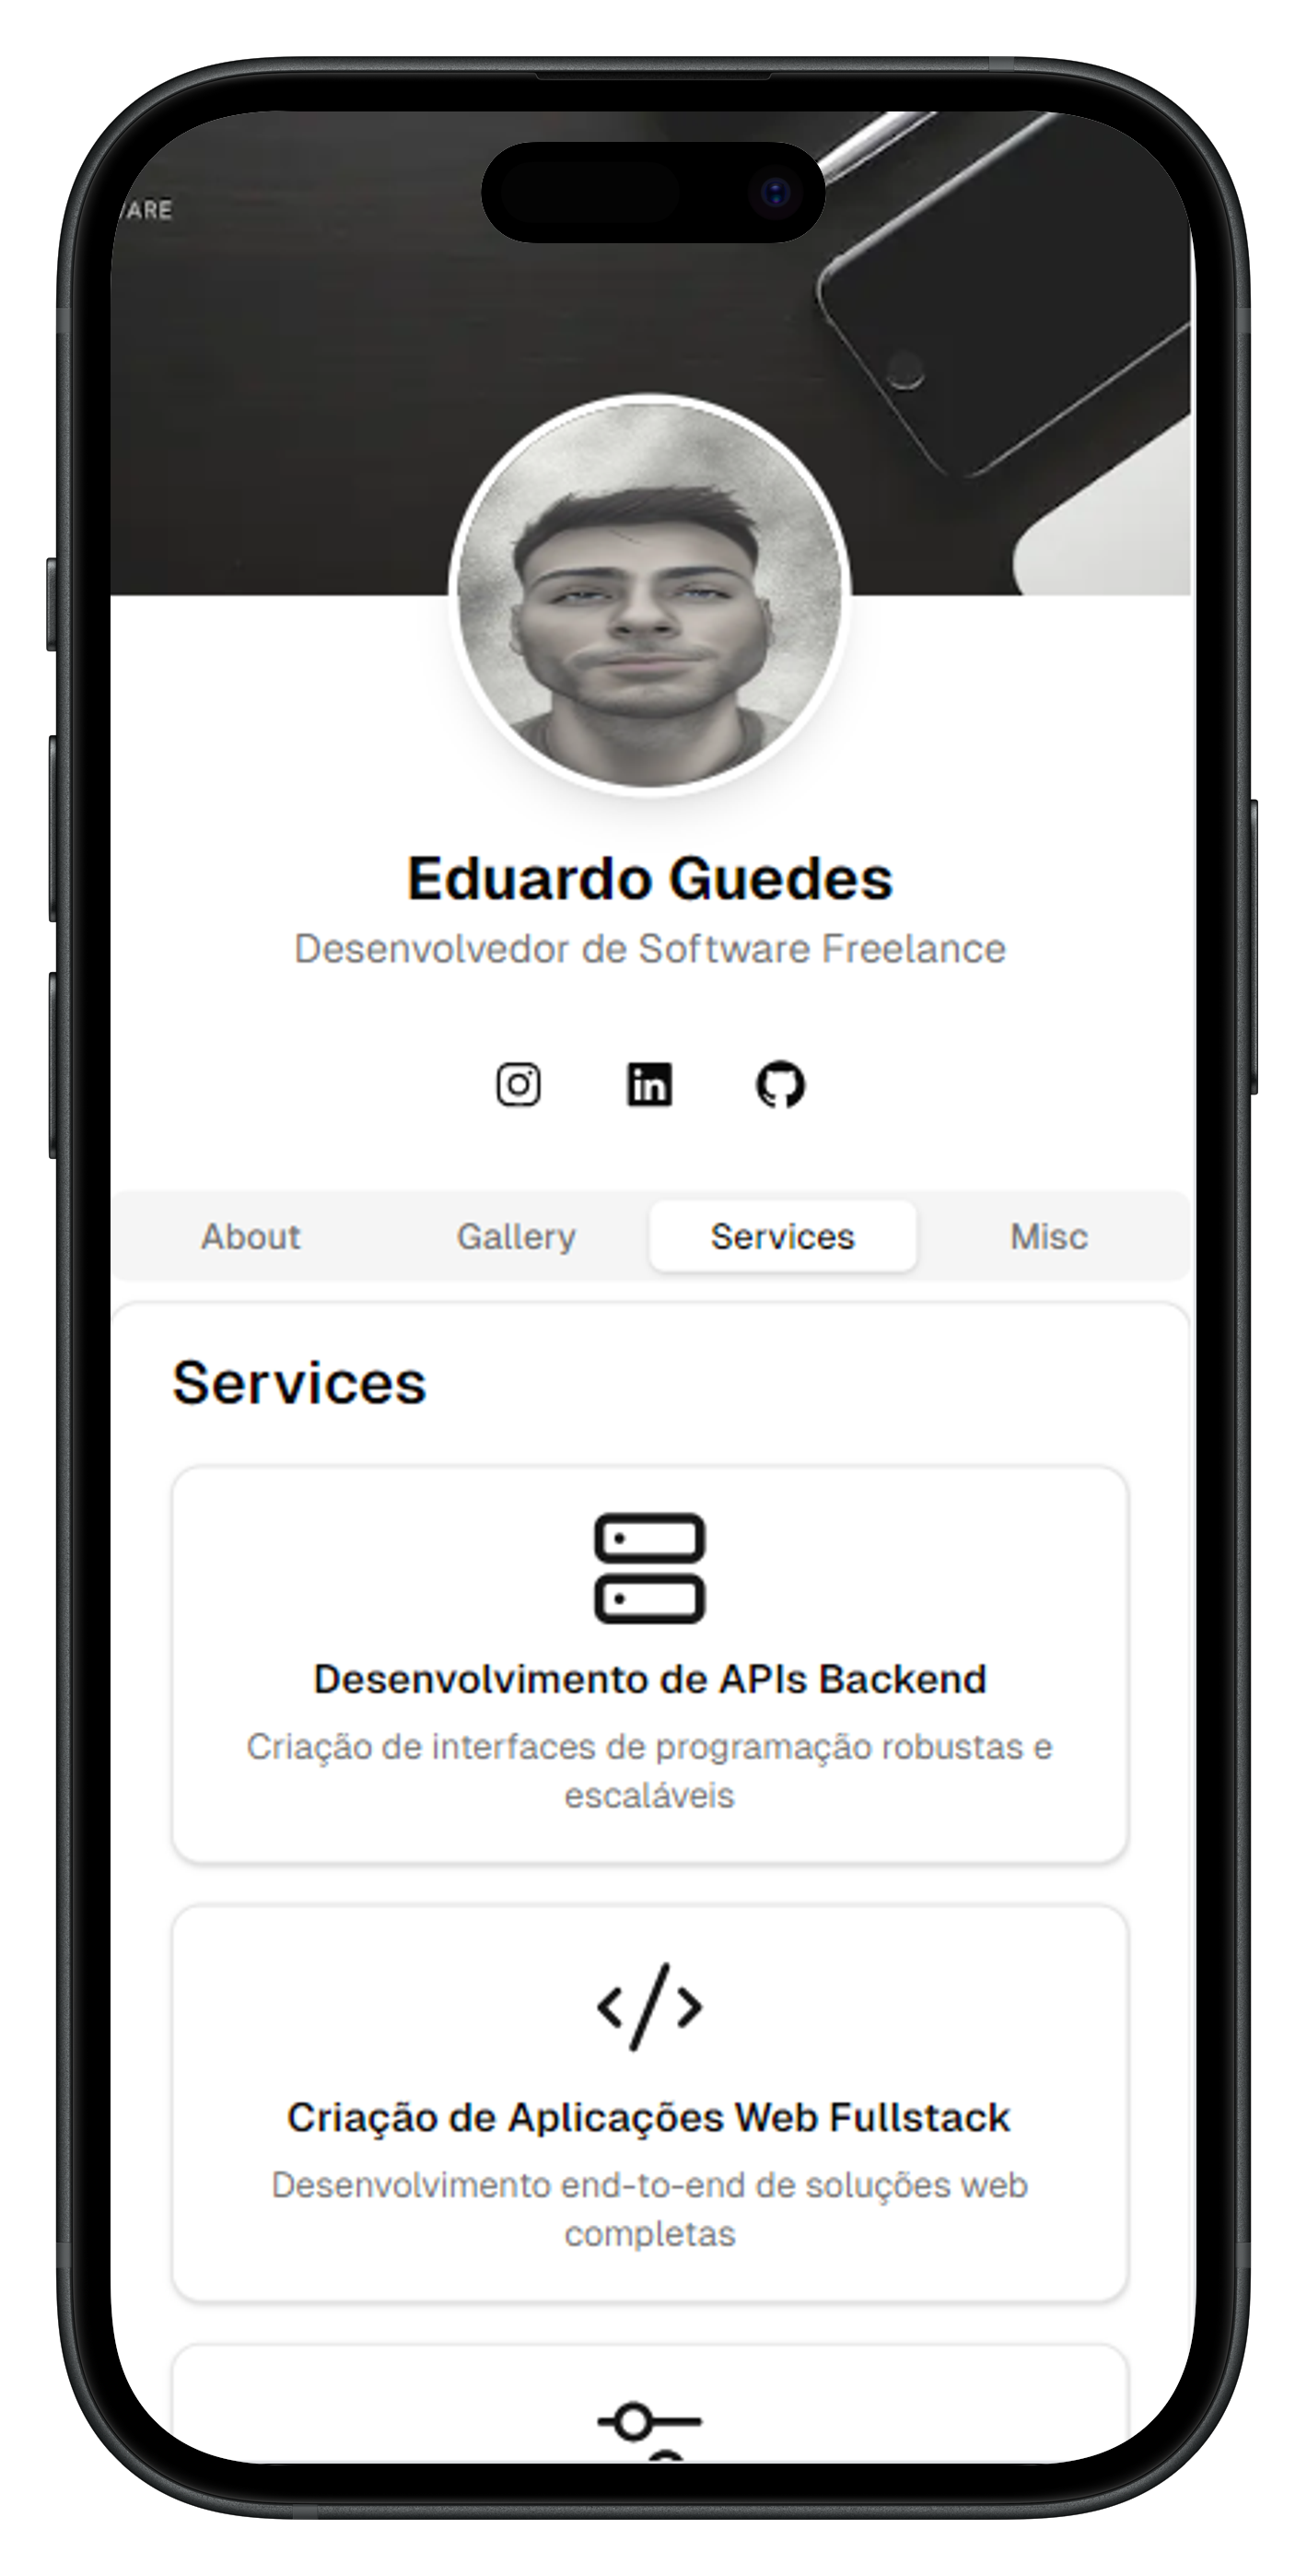 Eduardo Guedes
Desenvolvedor de Software Freelance
in
About
Gallery
Services
Misc
Services
Desenvolvimento de APIs Backend
Criação de interfaces de programação robustas e
escaláveis
Criação de Aplicações Web Fullstack
Desenvolvimento end-to-end de soluções web
completas